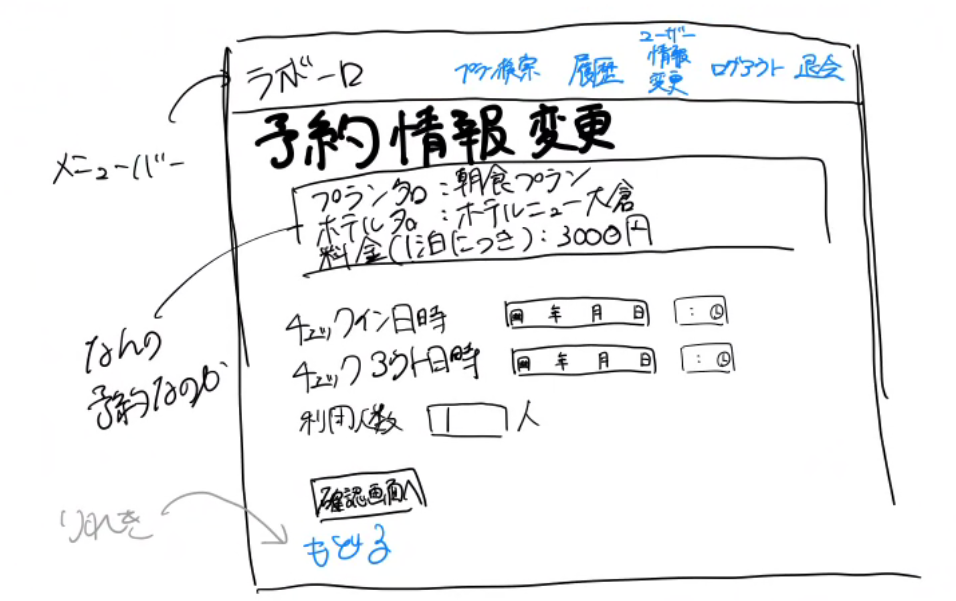 ラボーロ
プラン検索
履歴
ユーザー
情報
変更
ログアウト
退会
メニューバー
予約情報変更
プラン名：朝食プラン
ホテル名：ホテルニュー大倉
料金(1泊につき)：3000円
なんの
予約なのか
チェックイン日時
年 月 日
:
チェックアウト日時
年 月 日
:
利用人数
人
確認画面へ
りれき
もどる